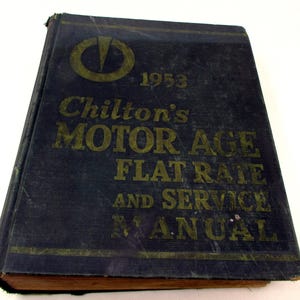 1953
Chilton's
MOTOR AGE
FLAT RATE
AND SERVICE
MANUAL